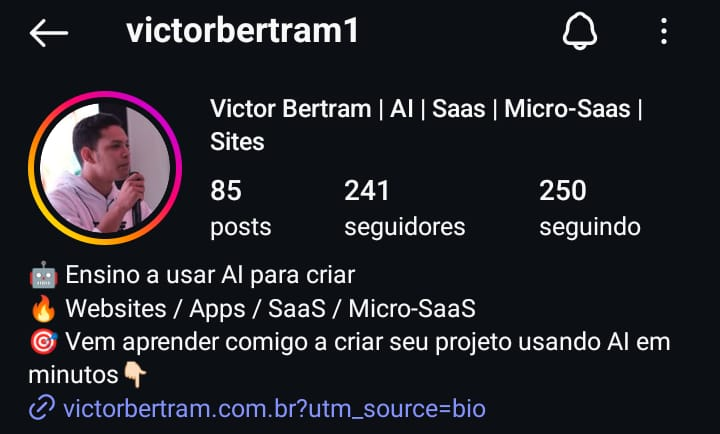 victorbertram1
Victor Bertram | AI | Saas | Micro-Saas |
Sites
85 241 250
posts seguidores seguindo
🤖 Ensino a usar AI para criar
🔥 Websites / Apps / SaaS / Micro-SaaS
🎯 Vem aprender comigo a criar seu projeto usando AI em
minutos👇🏻
victorbertram.com.br?utm_source=bio